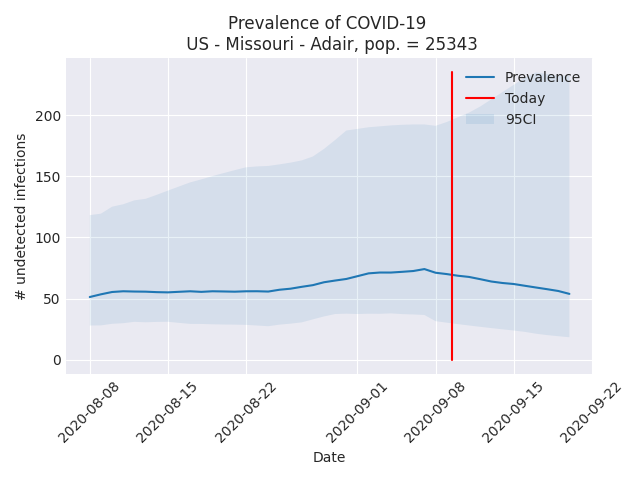 Prevalence of COVID-19
US - Missouri - Adair, pop. = 25343
Prevalence
Today
95CI
# undetected infections
200
150
100
50
0
2020-08-08
2020-08-15
2020-08-22
2020-09-01
2020-09-08
2020-09-15
2020-09-22
Date